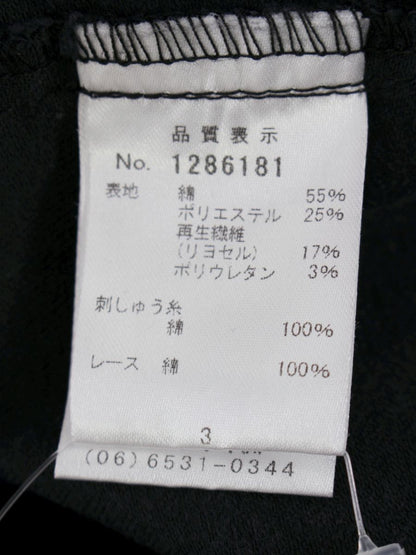 品質表示
No. 1286181
表地 綿 55%
ポリエステル 25%
再生繊維
(リヨセル) 17%
ポリウレタン 3%
刺しゅう糸
綿 100%
レース 綿 100%
3
(06)6531-0344